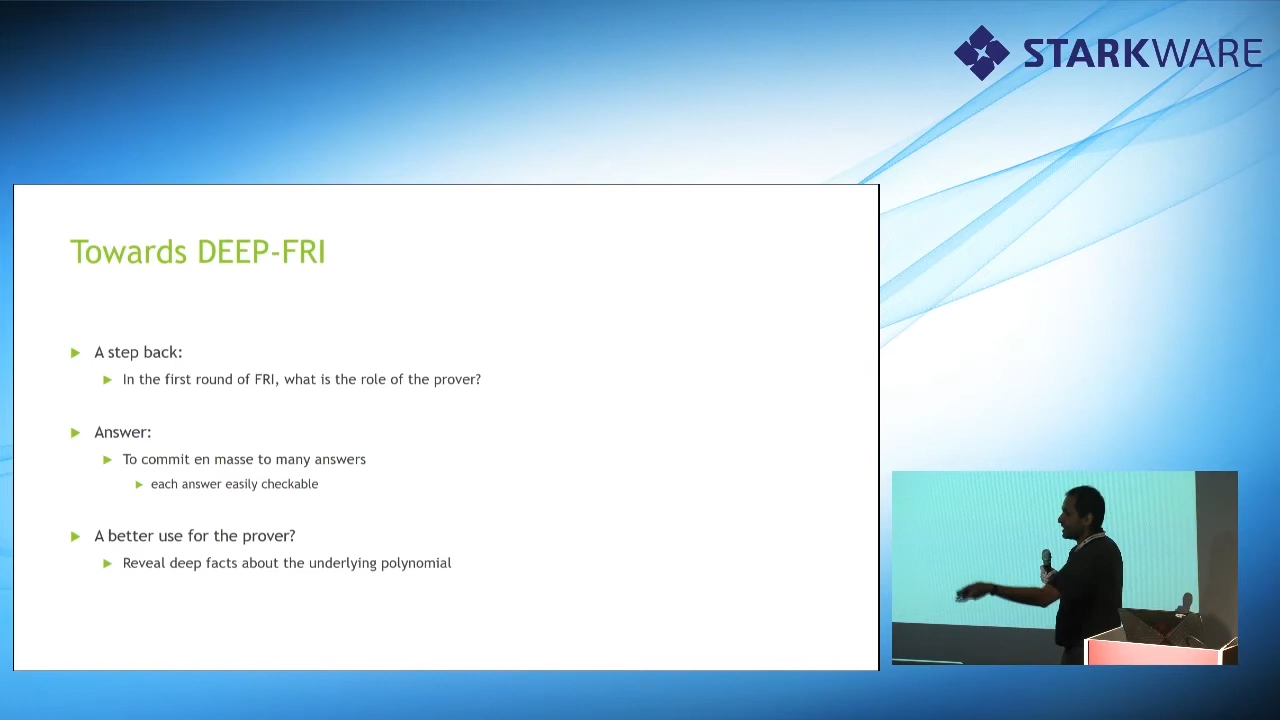 STARKWARE
Towards DEEP-FRI
A step back:
In the first round of FRI, what is the role of the prover?
Answer:
To commit en masse to many answers
each answer easily checkable
A better use for the prover?
Reveal deep facts about the underlying polynomial